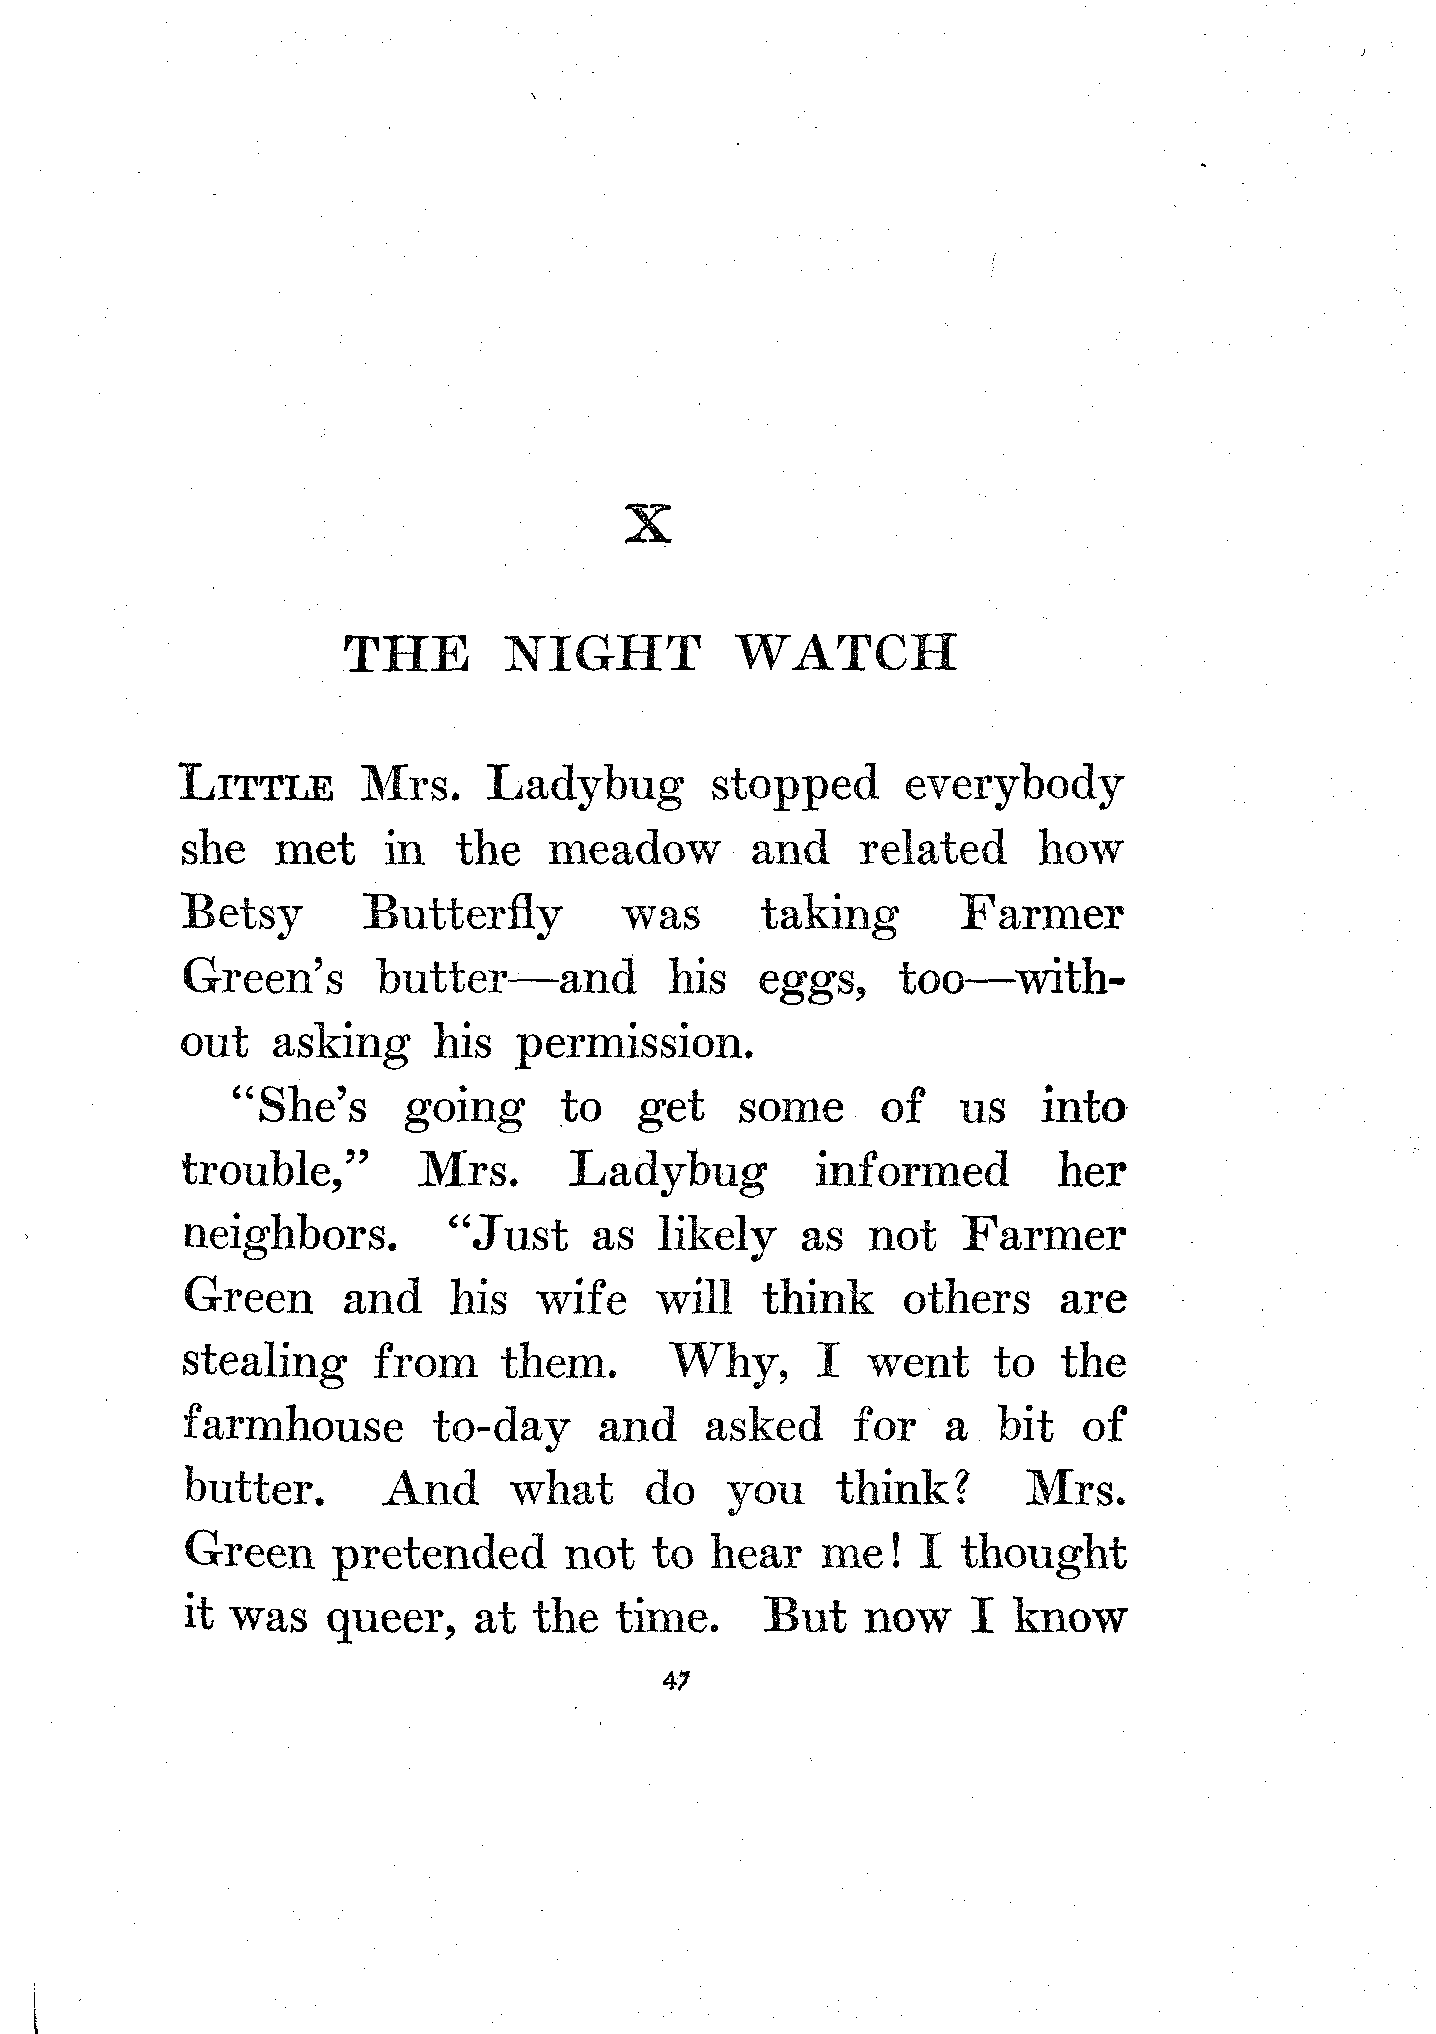 X
THE NIGHT WATCH
LITTLE Mrs. Ladybug stopped everybody
she met in the meadow and related how
Betsy Butterfly was taking Farmer
Green's butter—and his eggs, too—with-
out asking his permission.
“She's going to get some of us into
trouble,” Mrs. Ladybug informed her
neighbors. “Just as likely as not Farmer
Green and his wife will think others are
stealing from them. Why, I went to the
farmhouse to-day and asked for a bit of
butter. And what do you think? Mrs.
Green pretended not to hear me! I thought
it was queer, at the time. But now I know
47